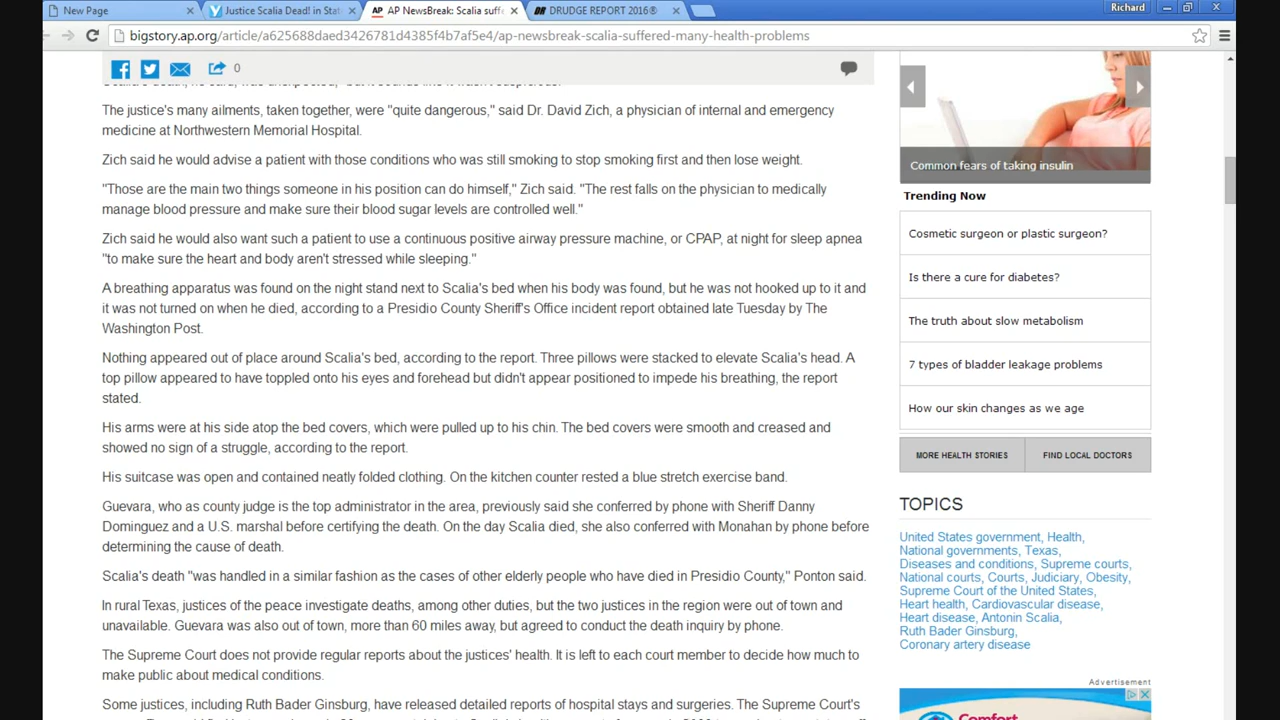 New Page
Justice Scalia Dead! in Stat
AP NewsBreak: Scalia suff
DRUDGE REPORT 2016®
Richard
bigstory.ap.org/article/a625688daed3426781d4385f4b7af5e4/ap-newsbreak-scalia-suffered-many-health-problems
0
The justice's many ailments, taken together, were "quite dangerous," said Dr. David Zich, a physician of internal and emergency
medicine at Northwestern Memorial Hospital.
Zich said he would advise a patient with those conditions who was still smoking to stop smoking first and then lose weight.
"Those are the main two things someone in his position can do himself," Zich said. "The rest falls on the physician to medically
manage blood pressure and make sure their blood sugar levels are controlled well."
Zich said he would also want such a patient to use a continuous positive airway pressure machine, or CPAP, at night for sleep apnea
"to make sure the heart and body aren't stressed while sleeping."
A breathing apparatus was found on the night stand next to Scalia's bed when his body was found, but he was not hooked up to it and
it was not turned on when he died, according to a Presidio County Sheriff's Office incident report obtained late Tuesday by The
Washington Post.
Nothing appeared out of place around Scalia's bed, according to the report. Three pillows were stacked to elevate Scalia's head. A
top pillow appeared to have toppled onto his eyes and forehead but didn't appear positioned to impede his breathing, the report
stated.
His arms were at his side atop the bed covers, which were pulled up to his chin. The bed covers were smooth and creased and
showed no sign of a struggle, according to the report.
His suitcase was open and contained neatly folded clothing. On the kitchen counter rested a blue stretch exercise band.
Guevara, who as county judge is the top administrator in the area, previously said she conferred by phone with Sheriff Danny
Dominguez and a U.S. marshal before certifying the death. On the day Scalia died, she also conferred with Monahan by phone before
determining the cause of death.
Scalia's death "was handled in a similar fashion as the cases of other elderly people who have died in Presidio County," Ponton said.
In rural Texas, justices of the peace investigate deaths, among other duties, but the two justices in the region were out of town and
unavailable. Guevara was also out of town more than 60 miles away, but agreed to conduct the death inquiry by phone.
The Supreme Court does not provide regular reports about the justices' health. It is left to each court member to decide how much to
make public about medical conditions.
Some justices, including Ruth Bader Ginsburg, have released detailed reports of hospital stays and surgeries. The Supreme Court's
Common fears of taking insulin
Trending Now
Cosmetic surgeon or plastic surgeon?
Is there a cure for diabetes?
The truth about slow metabolism
7 types of bladder leakage problems
How our skin changes as we age
MORE HEALTH STORIES
FIND LOCAL DOCTORS
TOPICS
United States government, Health,
National governments, Texas,
Diseases and conditions, Supreme courts,
National courts, Courts, Judiciary, Obesity,
Supreme Court of the United States,
Heart health, Cardiovascular disease,
Heart disease, Antonin Scalia,
Ruth Bader Ginsburg,
Coronary artery disease
Advertisement
Comfort